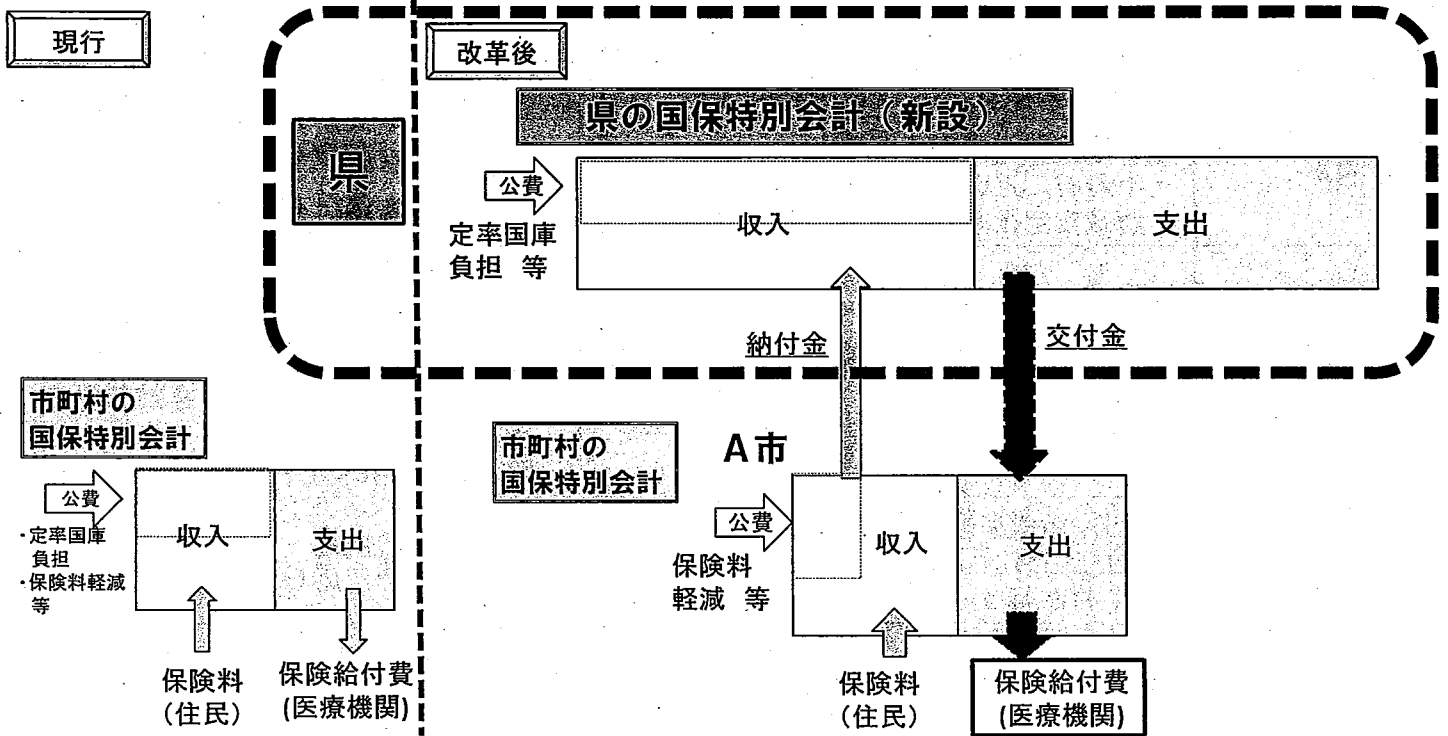 現行
改革後
県の国保特別会計(新設)
県
公費
定率国庫
負担 等
収入
支出
納付金
交付金
市町村の
国保特別会計
公費
・定率国庫
負担
・保険料軽減
等
収入
支出
保険料
(住民)
保険給付費
(医療機関)
市町村の
国保特別会計
A市
公費
保険料
軽減 等
収入
支出
保険料
(住民)
保険給付費
(医療機関)